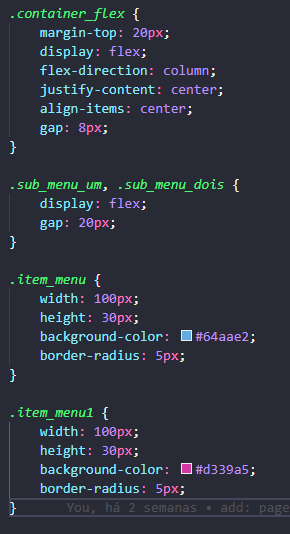 .container_flex {
margin-top: 20px;
display: flex;
flex-direction: column;
justify-content: center;
align-items: center;
gap: 8px;
}
.sub_menu_um, .sub_menu_dois {
display: flex;
gap: 20px;
}
.item_menu {
width: 100px;
height: 30px;
background-color: #64aae2;
border-radius: 5px;
}
.item_menu1 {
width: 100px;
height: 30px;
background-color: #d339a5;
border-radius: 5px;
} You, há 2 semanas • add: page